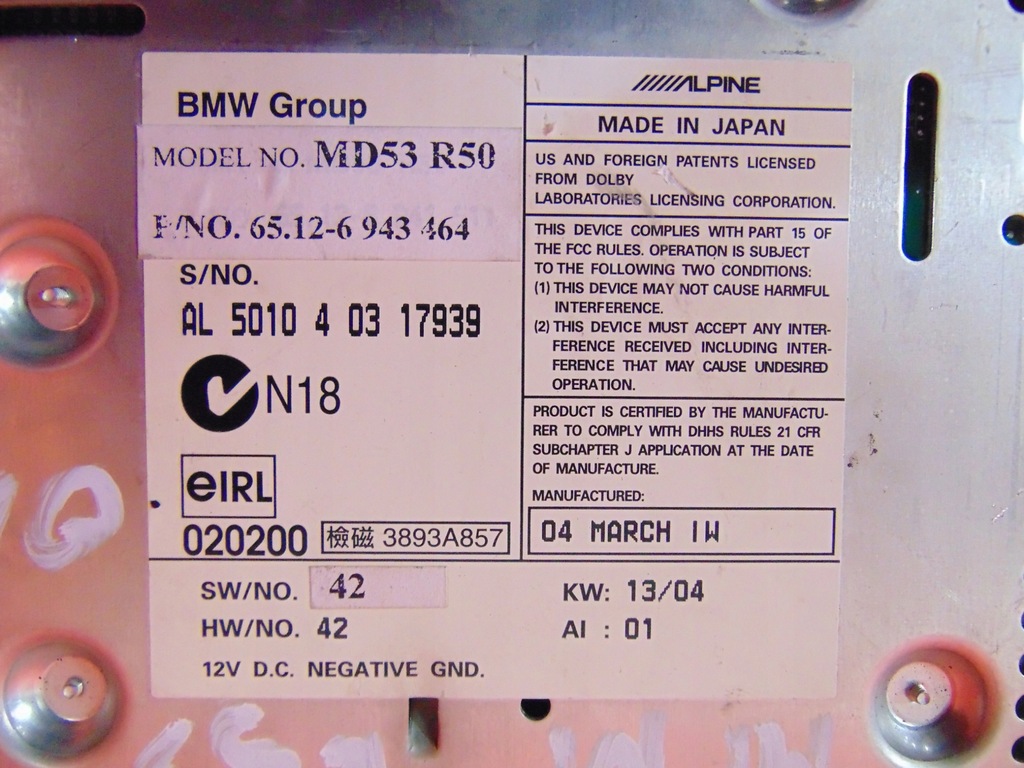 BMW Group
MODEL NO. MD53 R50
P/NO. 65.12-6 943 464
S/NO.
AL 5010 4 03 17939
N18
eIRL
020200 檢磁 3893A857
ALPINE
MADE IN JAPAN
US AND FOREIGN PATENTS LICENSED
FROM DOLBY
LABORATORIES LICENSING CORPORATION.
THIS DEVICE COMPLIES WITH PART 15 OF
THE FCC RULES. OPERATION IS SUBJECT
TO THE FOLLOWING TWO CONDITIONS:
(1) THIS DEVICE MAY NOT CAUSE HARMFUL
INTERFERENCE.
(2) THIS DEVICE MUST ACCEPT ANY INTER-
FERENCE RECEIVED INCLUDING INTER-
FERENCE THAT MAY CAUSE UNDESIRED
OPERATION.
PRODUCT IS CERTIFIED BY THE MANUFACTU-
RER TO COMPLY WITH DHHS RULES 21 CFR
SUBCHAPTER J APPLICATION AT THE DATE
OF MANUFACTURE.
MANUFACTURED:
04 MARCH IW
SW/NO. 42
HW/NO. 42
12V D.C. NEGATIVE GND.
KW: 13/04
AI : 01